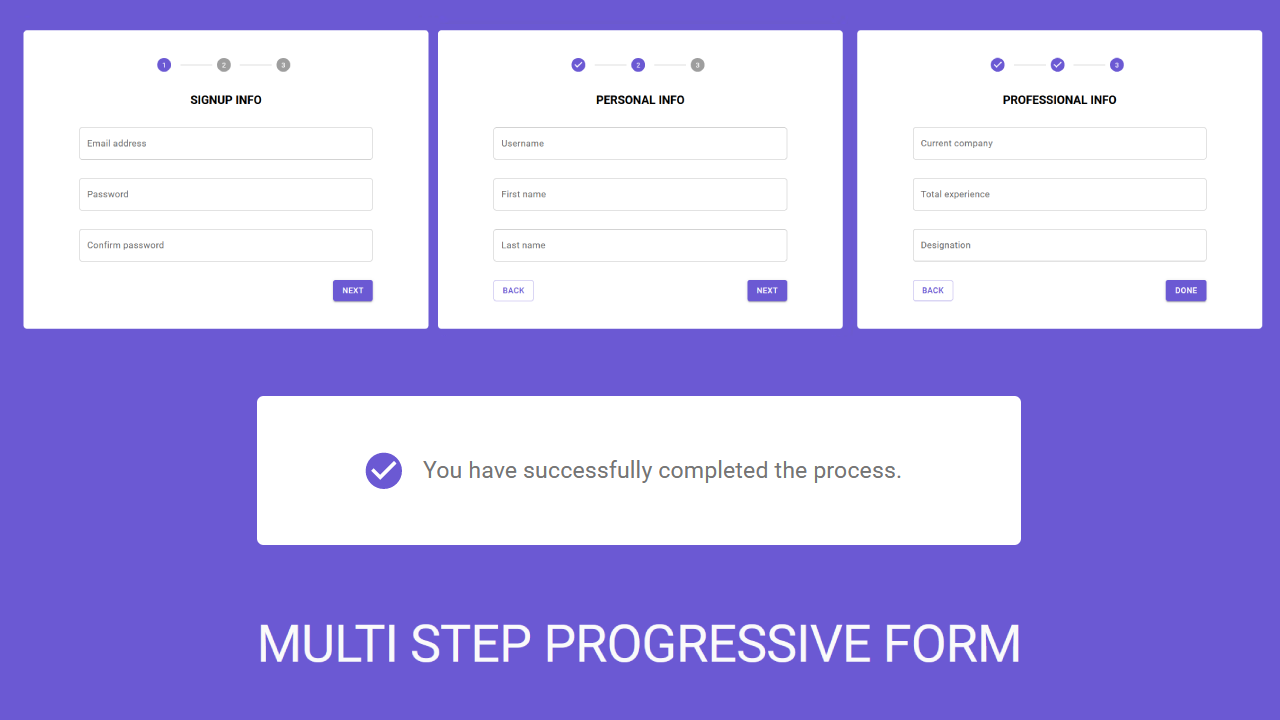 1 2 3
SIGNUP INFO
Email address
Password
Confirm password
NEXT
2 3
PERSONAL INFO
Username
First name
Last name
BACK NEXT
3
PROFESSIONAL INFO
Current company
Total experience
Designation
BACK DONE
You have successfully completed the process.
MULTI STEP PROGRESSIVE FORM